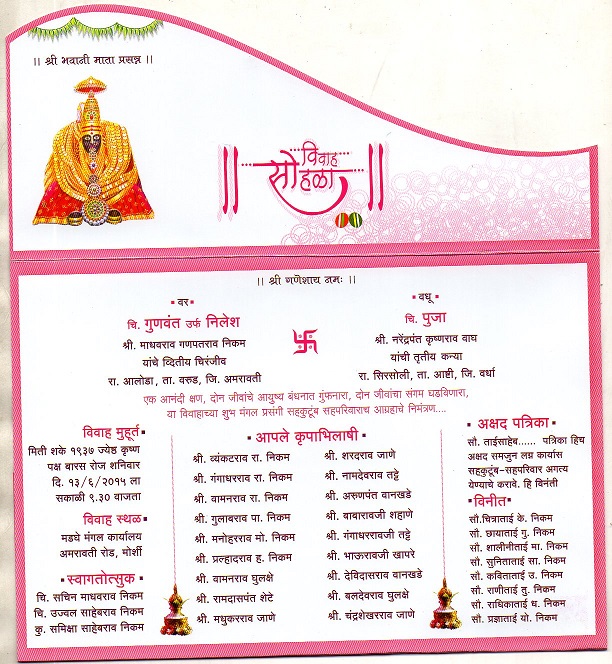 ।। श्री भवानी माता प्रसन्न ।।
।। विवाह सोहळा ।।
।। श्री गणेशाय नमः ।।
वर
चि. गुणवंत उर्फ निलेश
श्री. माधवराव गणपतराव निकम
यांचे व्दितीय चिरंजीव
रा. आलोडा, ता. वरुड, जि. अमरावती
वधू
चि. पुजा
श्री. नरेंद्रपंत कृष्णराव वाघ
यांची तृतीय कन्या
रा. सिरसोली, ता. आष्टी, जि. वर्धा
एक आनंदी क्षण, दोन जीवांचे आयुष्य बंधनात गुंफनारा, दोन जीवांचा संगम घडविणारा,
या विवाहाच्या शुभ मंगल प्रसंगी सहकुटूंब सहपरिवाराच आग्रहाचे निमंत्रण....
विवाह मुहूर्त
मिती शके १९३७ ज्येष्ठ कृष्ण
पक्ष बारस रोज शनिवार
दि. १३/६/२०१५ ला
सकाळी ९.३० वाजता
विवाह स्थळ
मडघे मंगल कार्यालय
अमरावती रोड, मोर्शी
स्वागतोत्सुक
चि. सचिन माधवराव निकम
चि. उज्वल साहेबराव निकम
कु. समिक्षा साहेबराव निकम
आपले कृपाभिलाषी
श्री. व्यंकटराव रा. निकम
श्री. गंगाधरराव रा. निकम
श्री. वामनराव रा. निकम
श्री. गुलाबराव पा. निकम
श्री. मनोहरराव मो. निकम
श्री. प्रल्हादराव ह. निकम
श्री. वामनराव घुलक्षे
श्री. रामदासपंत शेटे
श्री. मधुकरराव जाणे
श्री. शरदराव जाणे
श्री. नामदेवराव तट्टे
श्री. अरुणपंत वानखडे
श्री. बाबारावजी शहाणे
श्री. गंगाधररावजी तट्टे
श्री. भाऊरावजी खापरे
श्री. देविदासराव वानखडे
श्री. बलदेवराव घुलक्षे
श्री. चंद्रशेखरराव जाणे
अक्षद पत्रिका
सौ. ताईसाहेब...... पत्रिका हिच
अक्षद समजुन लग्न कार्यास
सहकुटूंब-सहपरिवार अगत्य
येण्याचे करावे. हि विनंती
विनीत
सौ.चित्राताई के. निकम
सौ. छायाताई गु. निकम
सौ. शालीनीताई मा. निकम
सौ. सुनिताताई सा. निकम
सौ. कविताताई उ. निकम
सौ. राणीताई तु. निकम
सौ. राधिकाताई ध. निकम
सौ. प्रज्ञाताई यो. निकम